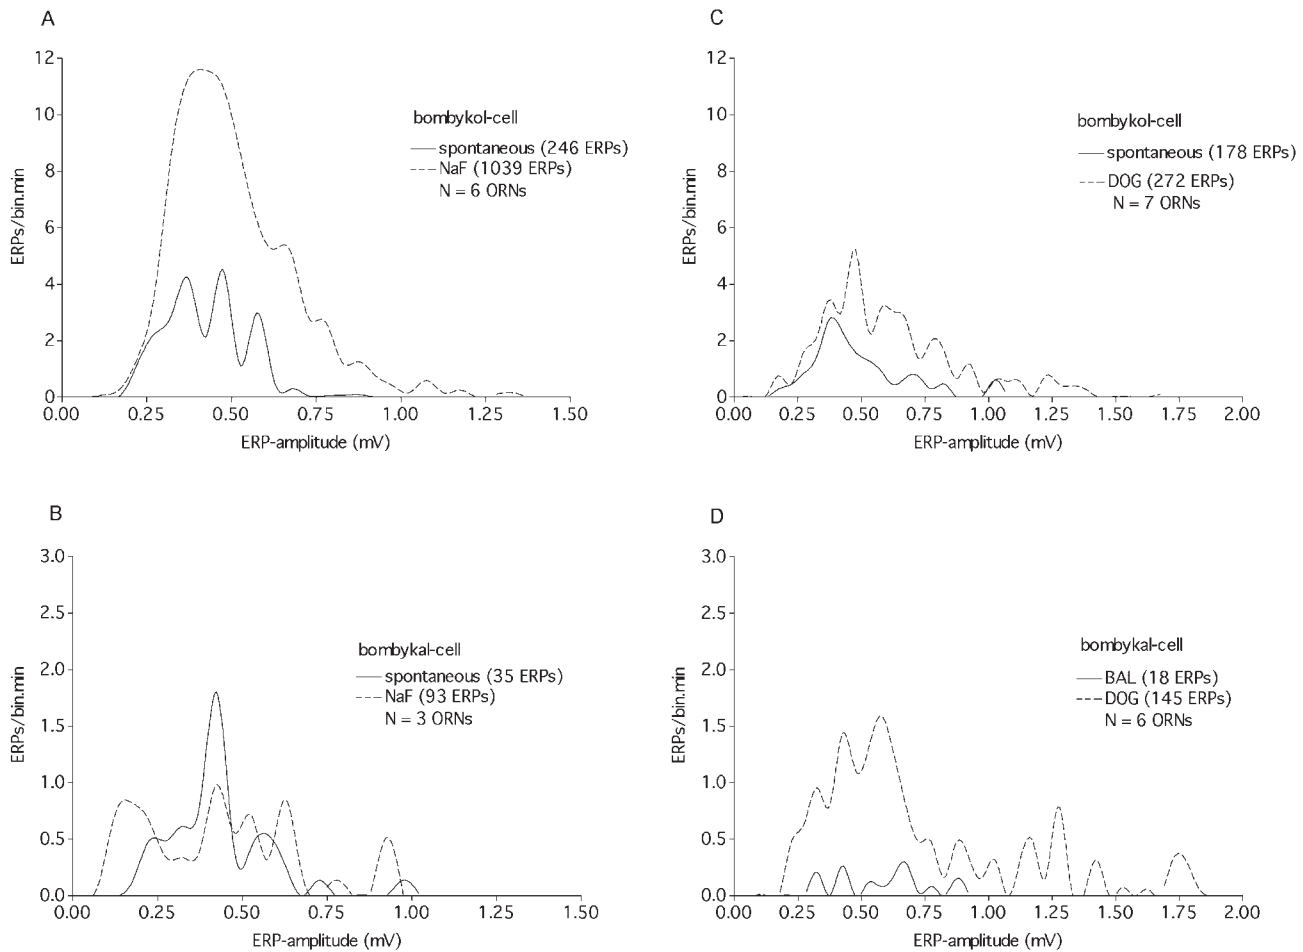 A
12
10
8
6
4
2
0
0.00 0.25 0.50 0.75 1.00 1.25 1.50
ERPs/bin.min
ERP-amplitude (mV)
bombykol-cell
spontaneous (246 ERPs)
NaF (1039 ERPs)
N = 6 ORNs
C
12
10
8
6
4
2
0
0.00 0.25 0.50 0.75 1.00 1.25 1.50 1.75 2.00
ERPs/bin.min
ERP-amplitude (mV)
bombykol-cell
spontaneous (178 ERPs)
DOG (272 ERPs)
N = 7 ORNs
B
3.0
2.5
2.0
1.5
1.0
0.5
0.0
0.00 0.25 0.50 0.75 1.00 1.25 1.50
ERPs/bin.min
ERP-amplitude (mV)
bombykal-cell
spontaneous (35 ERPs)
NaF (93 ERPs)
N = 3 ORNs
D
3.0
2.5
2.0
1.5
1.0
0.5
0.0
0.00 0.25 0.50 0.75 1.00 1.25 1.50 1.75 2.00
ERPs/bin.min
ERP-amplitude (mV)
bombykal-cell
BAL (18 ERPs)
DOG (145 ERPs)
N = 6 ORNs